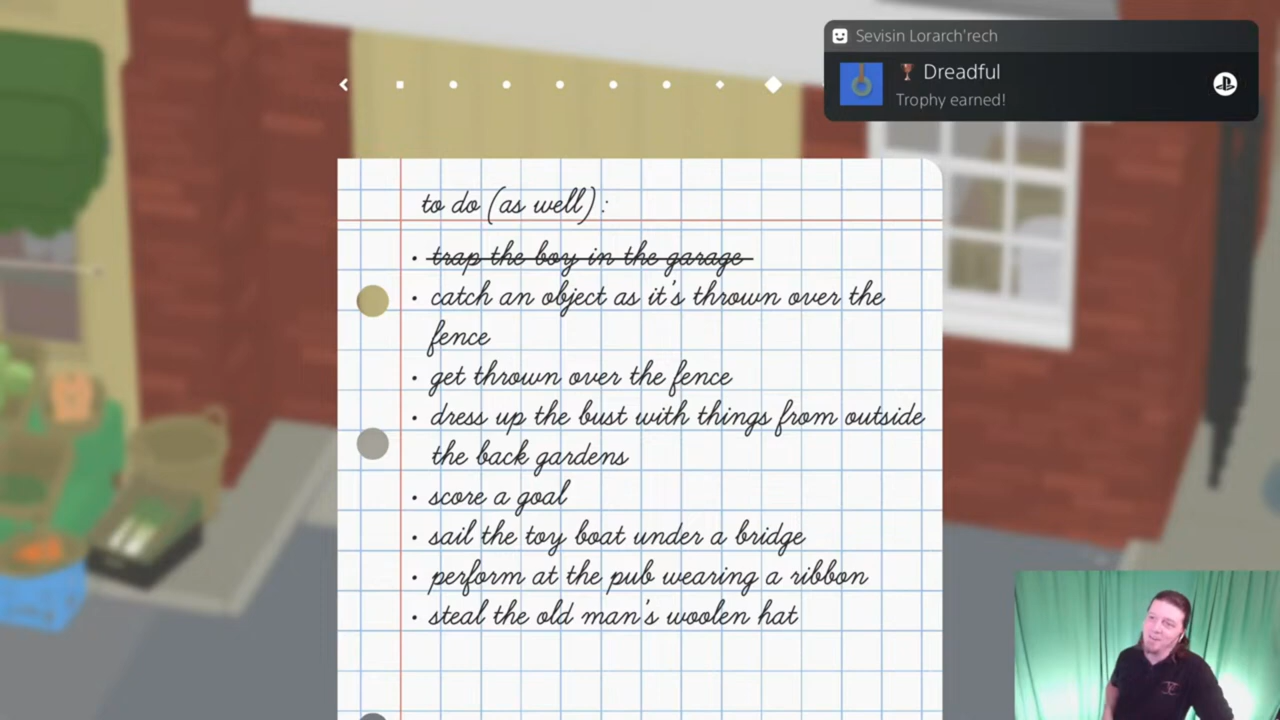 Sevisin Lorarch'rech
Dreadful
Trophy earned!
to do (as well):
• trap the boy in the garage
• catch an object as it's thrown over the
fence
• get thrown over the fence
• dress up the bust with things from outside
the back gardens
• score a goal
• sail the toy boat under a bridge
• perform at the pub wearing a ribbon
• steal the old man's woolen hat